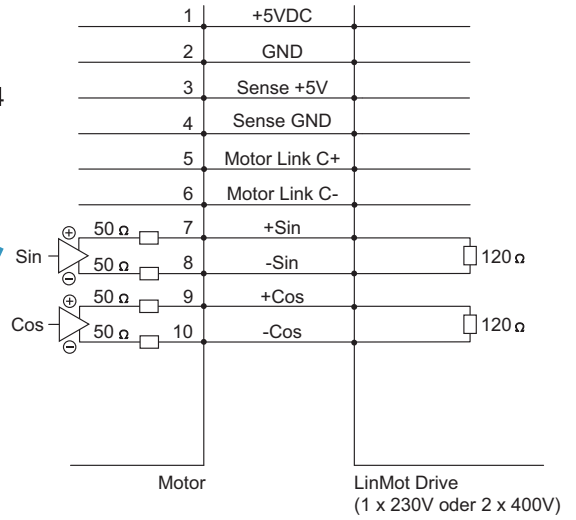 1 +5VDC
2 GND
3 Sense +5V
4
4 Sense GND
5 Motor Link C+
6 Motor Link C-
⊕ 50 Ω 7 +Sin
Sin 120 Ω
⊖ 50 Ω 8 -Sin
⊕ 50 Ω 9 +Cos
Cos 120 Ω
⊖ 50 Ω 10 -Cos
Motor LinMot Drive
(1 x 230V oder 2 x 400V)